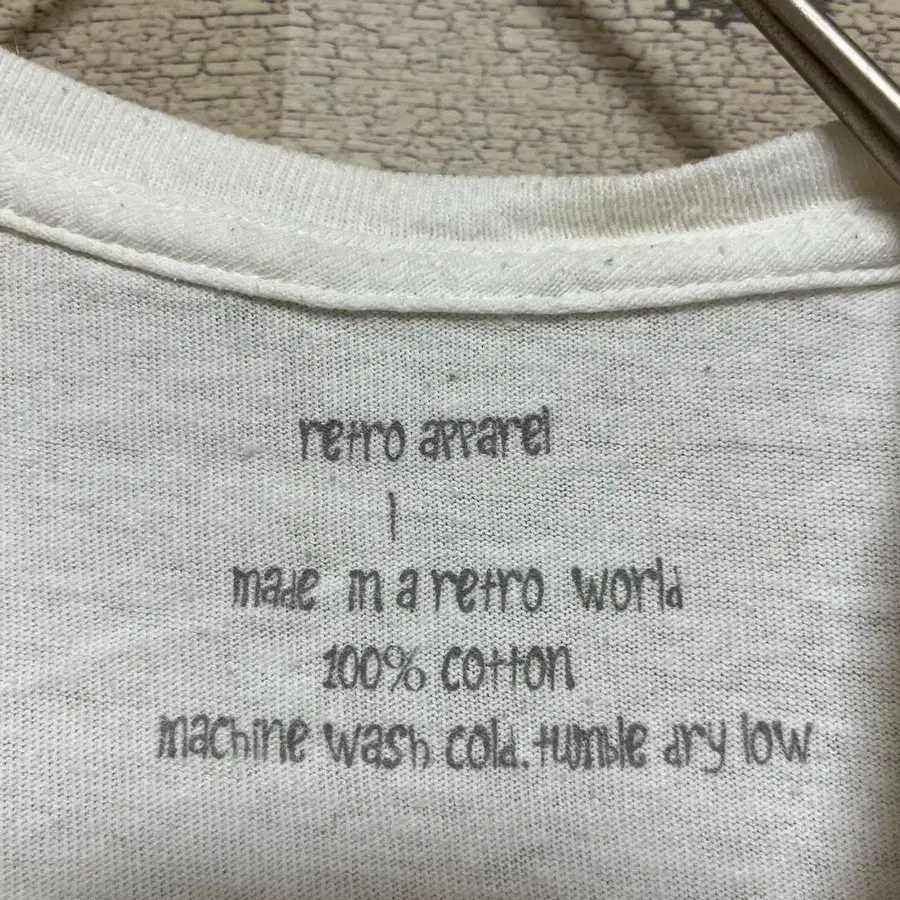 retro apparel
l
made in a retro world
100% cotton
machine wash cold. tumble dry low